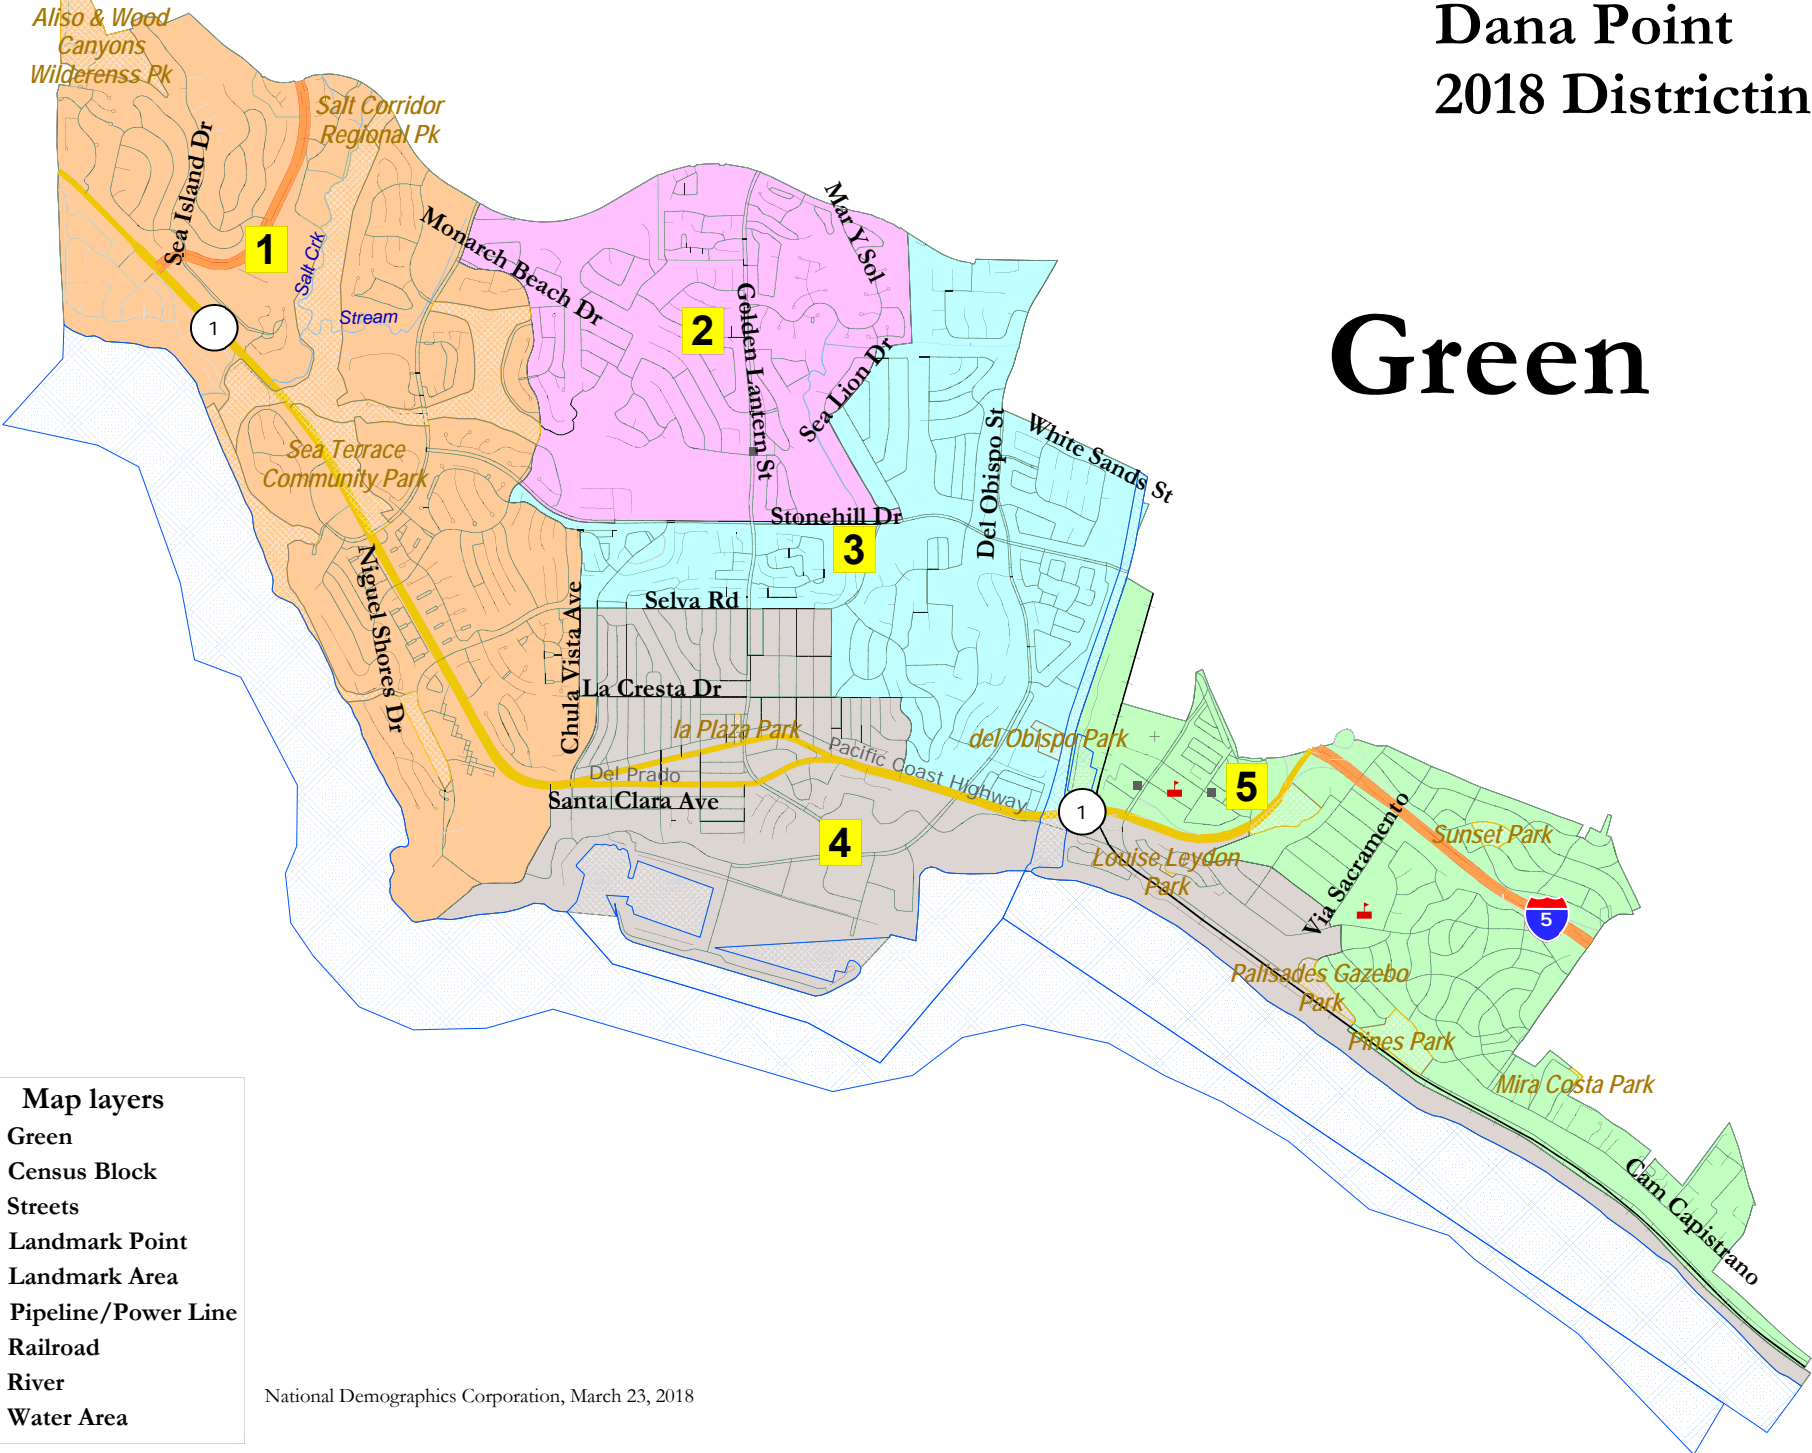 Dana Point
2018 Districtin
Green
Aliso & Wood
Canyons
Wilderenss Pk
Salt Corridor
Regional Pk
Sea Island Dr
1
Salt Crk
Stream
1
Monarch Beach Dr
Mar Y Sol
2
Golden Lantern St
Sea Lion Dr
Sea Terrace
Community Park
Del Obispo St
White Sands St
Stonehill Dr
3
Niguel Shores Dr
Chula Vista Ave
Selva Rd
La Cresta Dr
la Plaza Park
Pacific Coast Highway
del Obispo Park
Del Prado
Santa Clara Ave
4
1
5
Louise Leydon
Park
Via Sacramento
Sunset Park
5
Palisades Gazebo
Park
Pines Park
Mira Costa Park
Cam Capistrano
Map layers
Green
Census Block
Streets
Landmark Point
Landmark Area
Pipeline/Power Line
Railroad
River
Water Area
National Demographics Corporation, March 23, 2018